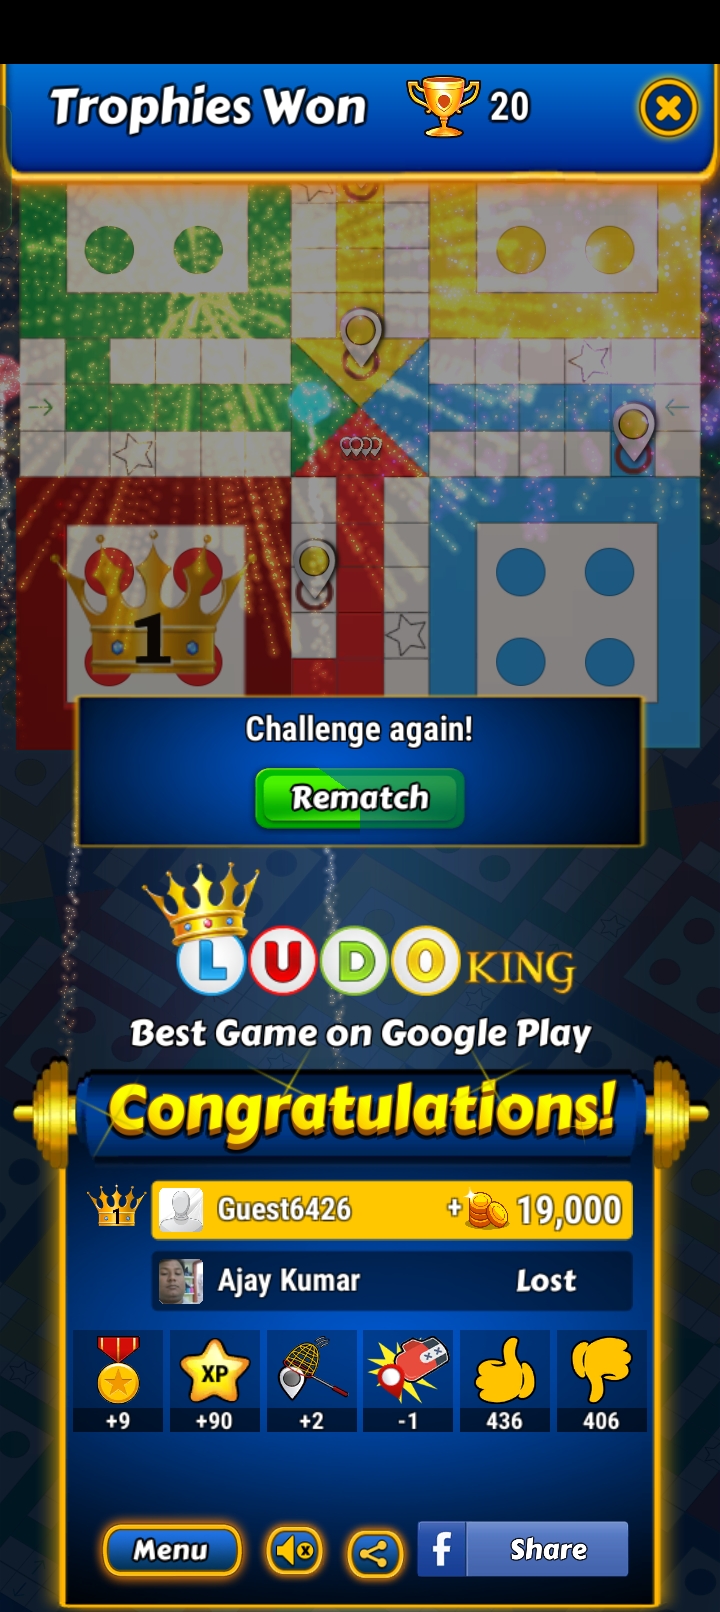 Trophies Won 20
1
Challenge again!
Rematch
LUDO KING
Best Game on Google Play
Congratulations!
1 Guest6426 + 19,000
Ajay Kumar Lost
XP
+9 +90 +2 -1 436 406
Menu f Share